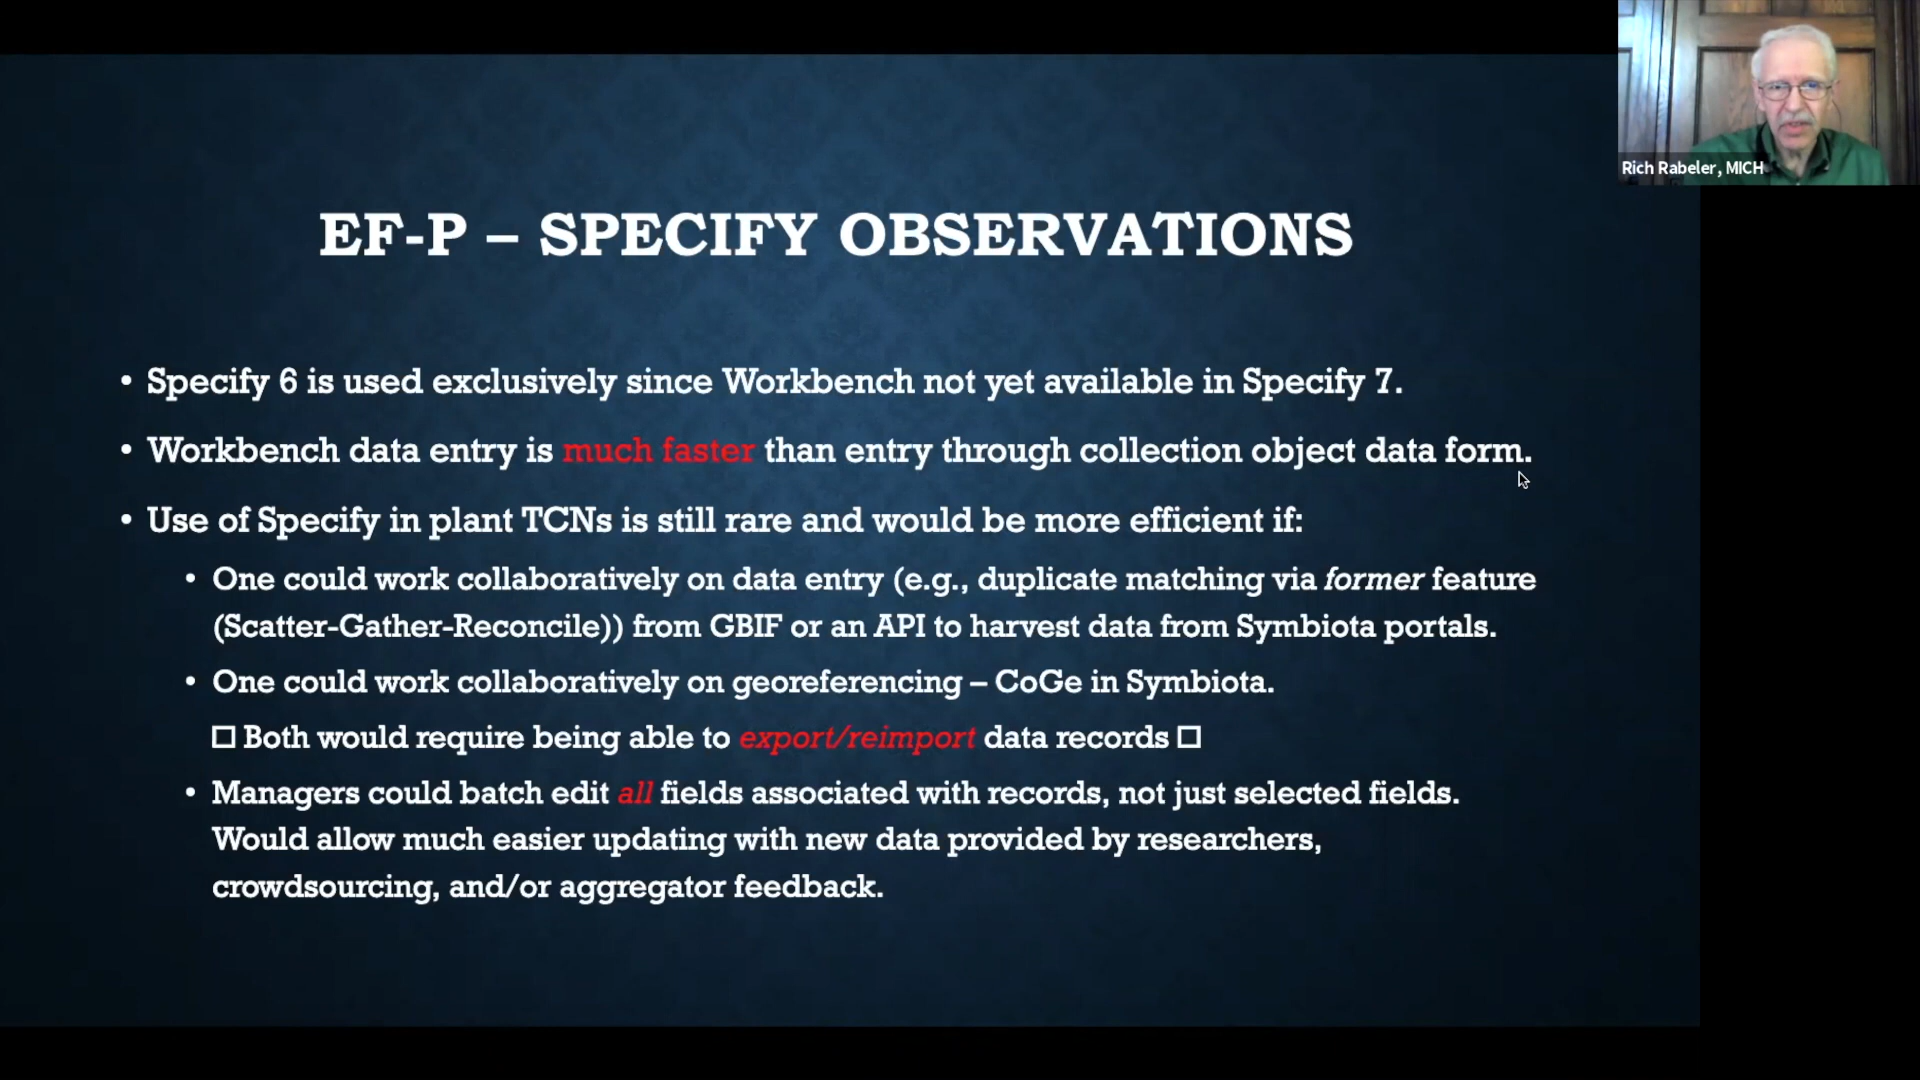 Rich Rabeler, MICH
EF-P – SPECIFY OBSERVATIONS
• Specify 6 is used exclusively since Workbench not yet available in Specify 7.
• Workbench data entry is much faster than entry through collection object data form.
• Use of Specify in plant TCNs is still rare and would be more efficient if:
• One could work collaboratively on data entry (e.g., duplicate matching via former feature
(Scatter-Gather-Reconcile)) from GBIF or an API to harvest data from Symbiota portals.
• One could work collaboratively on georeferencing – CoGe in Symbiota.
□ Both would require being able to export/reimport data records □
• Managers could batch edit all fields associated with records, not just selected fields.
Would allow much easier updating with new data provided by researchers,
crowdsourcing, and/or aggregator feedback.